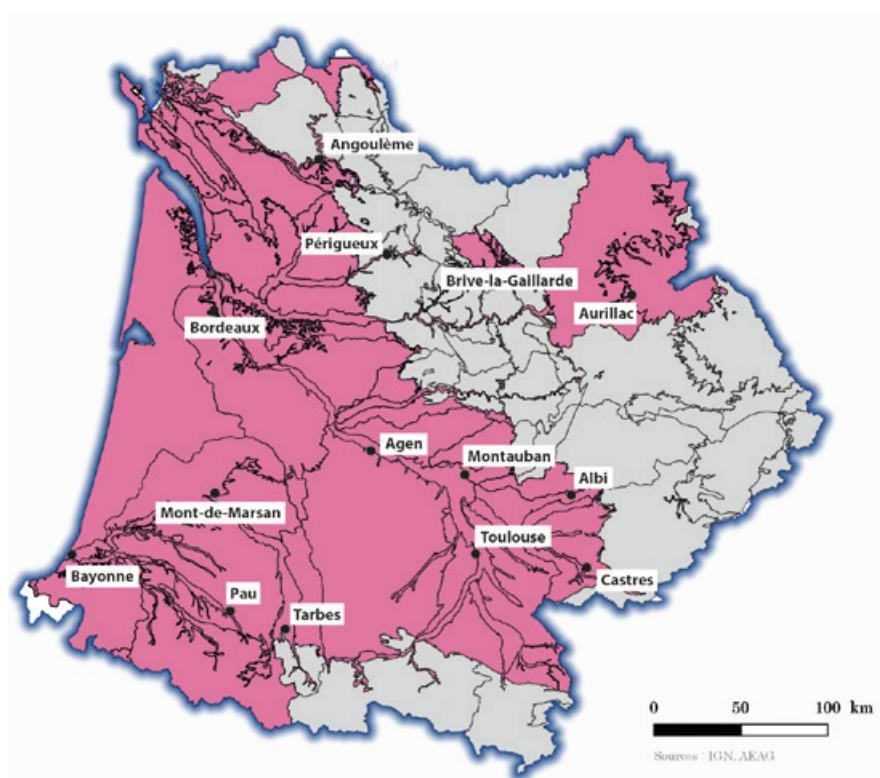 Angoulême
Périgueux
Brive-la-Gaillarde
Aurillac
Bordeaux
Agen
Montauban
Albi
Mont-de-Marsan
Toulouse
Castres
Bayonne
Pau
Tarbes
0 50 100 km
Sources : IGN, AEAG